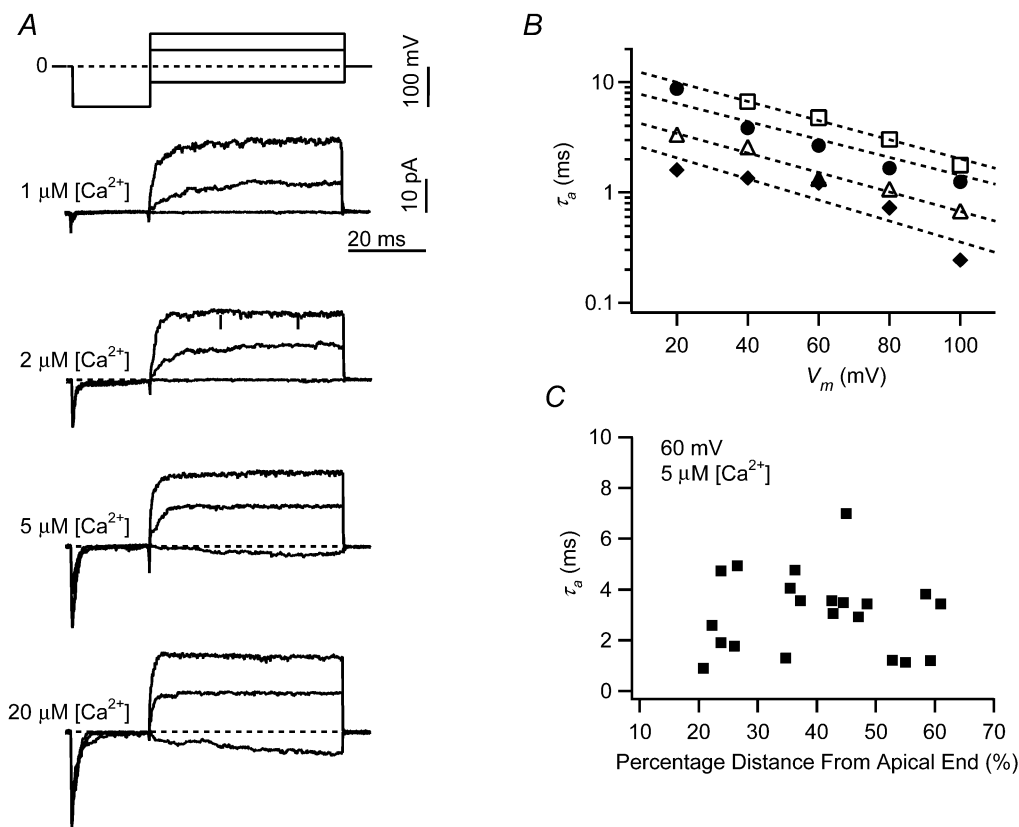 A
0
100 mV
1 μM [Ca²⁺]
10 pA
20 ms
2 μM [Ca²⁺]
5 μM [Ca²⁺]
20 μM [Ca²⁺]
B
10
1
0.1
τₐ (ms)
20 40 60 80 100
Vₘ (mV)
C
60 mV
5 μM [Ca²⁺]
10
8
6
4
2
0
τₐ (ms)
10 20 30 40 50 60 70
Percentage Distance From Apical End (%)